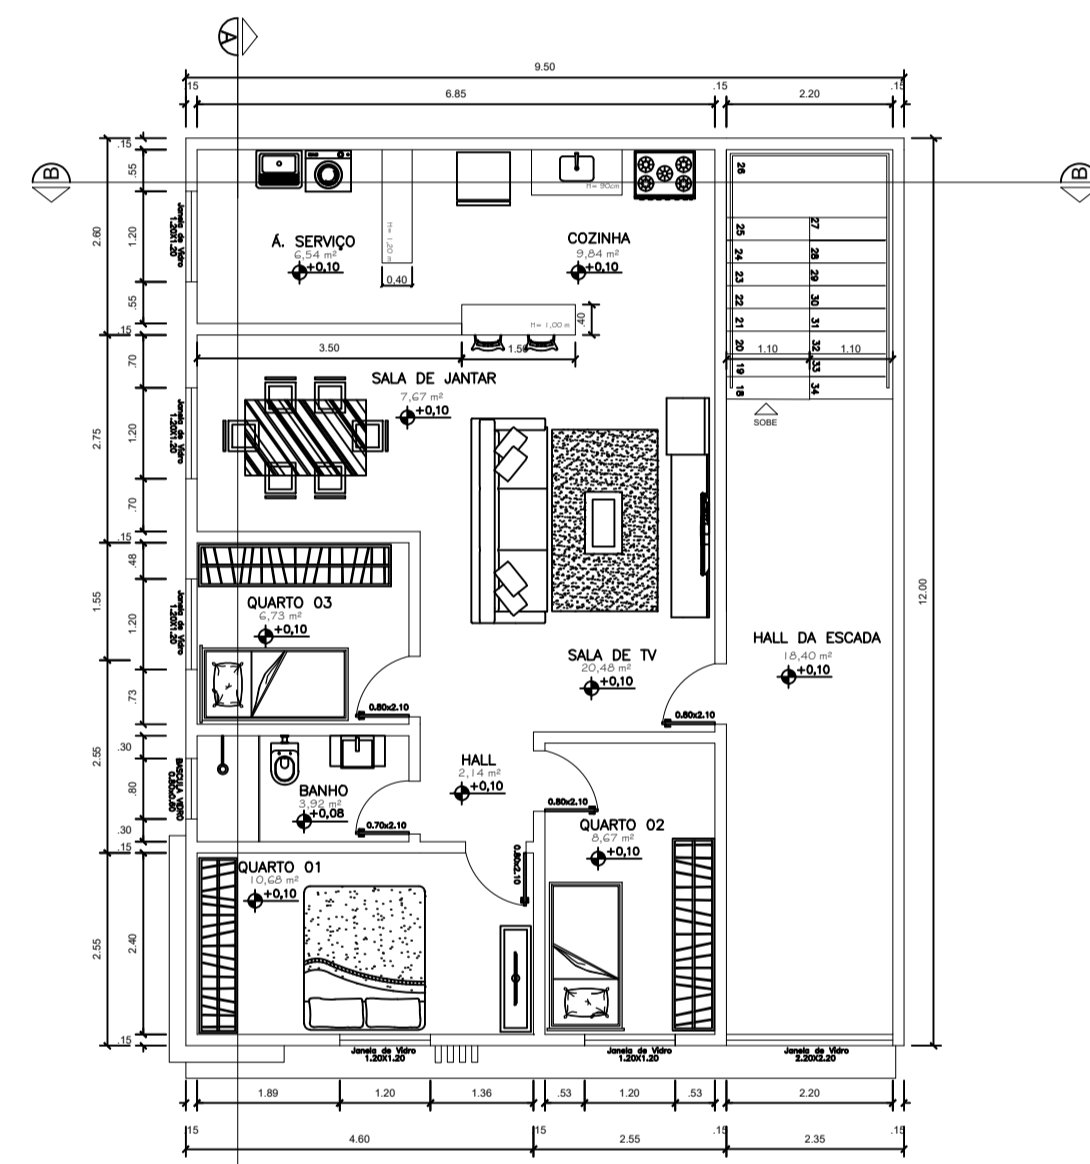 A
9.50
.15
6.85
.15
2.20
.15
B
B
.15
.55
1.20
.55
.15
2.60
Janela de Vidro
1.20X1.20
Á. SERVIÇO
6,54 m²
+0,10
H= 1,20 m
0,40
H= 90cm
COZINHA
9,84 m²
+0,10
H= 1,00 m
.40
3.50
1.50
26
25
24
23
22
21
20
19
18
27
28
29
30
31
32
33
34
1.10
1.10
SOBE
.70
1.20
.70
.15
2.75
Janela de Vidro
1.20X1.20
SALA DE JANTAR
7,67 m²
+0,10
.48
1.20
.73
1.55
Janela de Vidro
1.20X1.20
QUARTO 03
6,73 m²
+0,10
0.80x2.10
SALA DE TV
20,48 m²
+0,10
0.80x2.10
HALL DA ESCADA
18,40 m²
+0,10
12.00
.30
.80
.30
.15
2.55
BASCULA VIDRO
0.80x0.80
BANHO
3,92 m²
+0,08
0.70x2.10
HALL
2,14 m²
+0,10
0.80x2.10
QUARTO 02
8,67 m²
+0,10
0.80x2.10
QUARTO 01
10,68 m²
+0,10
2.40
2.55
.15
Janela de Vidro
1.20X1.20
Janela de Vidro
1.20X1.20
Janela de Vidro
2.20X2.20
1.89
1.20
1.36
.53
1.20
.53
2.20
.15
4.60
.15
2.55
.15
2.35
.15